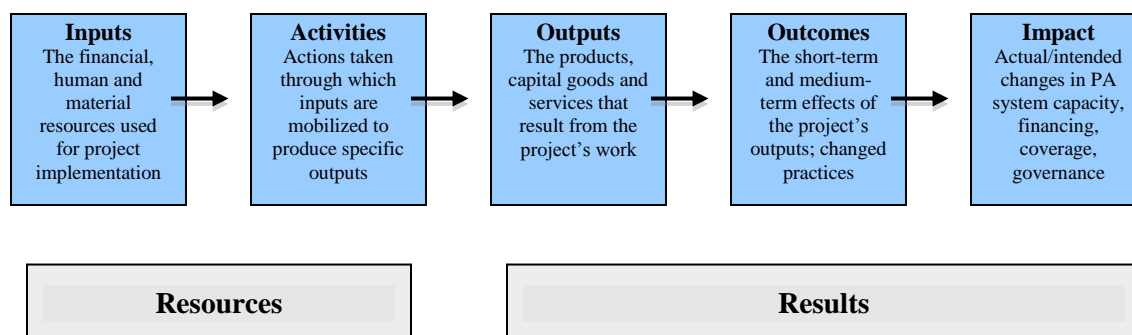 Inputs
The financial,
human and
material
resources used
for project
implementation
Activities
Actions taken
through which
inputs are
mobilized to
produce specific
outputs
Outputs
The products,
capital goods and
services that
result from the
project's work
Outcomes
The short-term
and medium-
term effects of
the project's
outputs; changed
practices
Impact
Actual/intended
changes in PA
system capacity,
financing,
coverage,
governance
Resources
Results